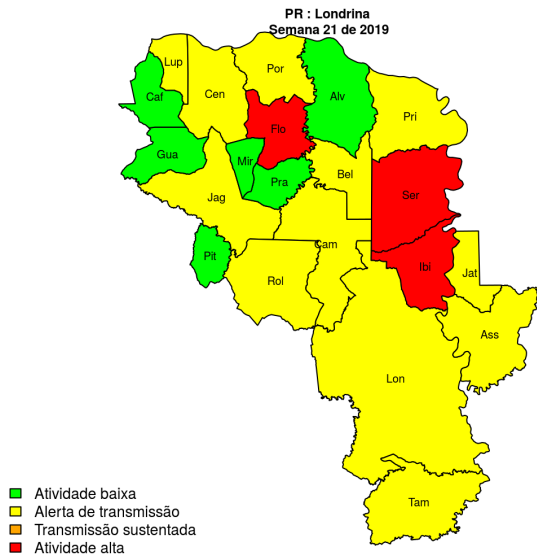 PR : Londrina
Semana 21 de 2019
Lup
Por
Caf
Cen
Alv
Pri
Flo
Gua
Mir
Pra
Bel
Jag
Ser
Cam
Pit
Rol
Ibi
Jat
Ass
Lon
Tam
Atividade baixa
Alerta de transmissão
Transmissão sustentada
Atividade alta